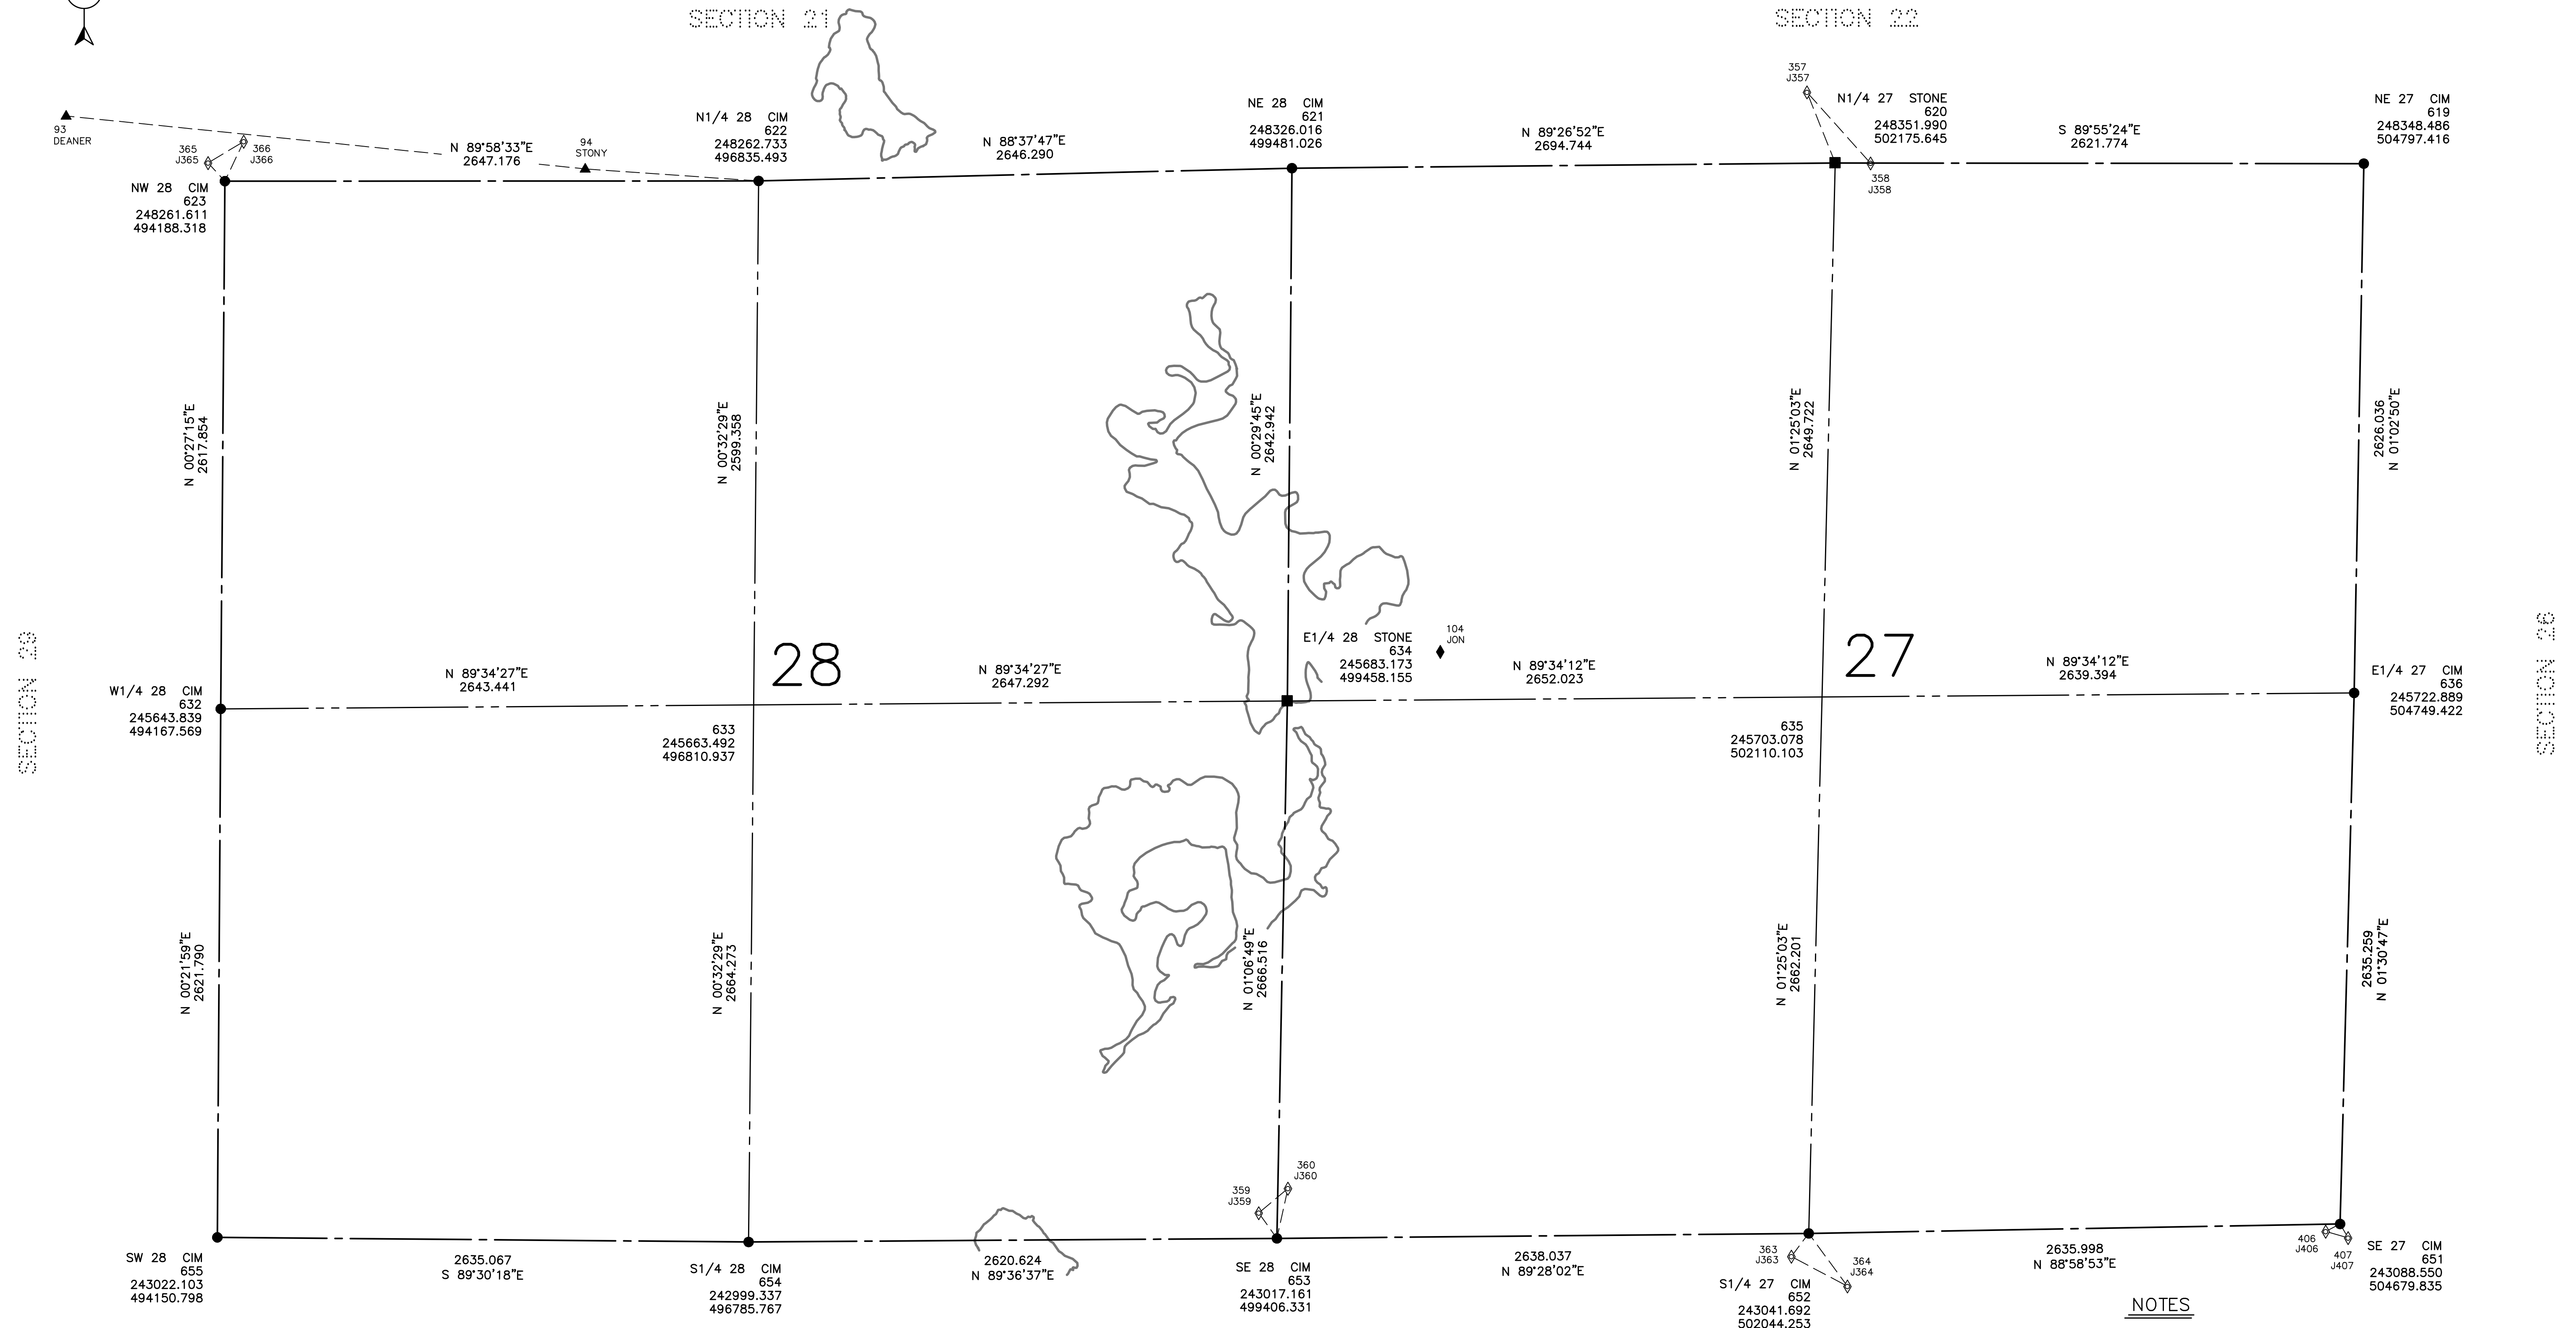 SECTION 21
SECTION 22
93
DEANER
365
J365
366
J366
N 89°58'33"E
2647.176
94
STONY
N1/4 28 CIM
622
248262.733
496835.493
N 88°37'47"E
2646.290
NE 28 CIM
621
248326.016
499481.026
N 89°26'52"E
2694.744
357
J357
N1/4 27 STONE
620
248351.990
502175.645
358
J358
S 89°55'24"E
2621.774
NE 27 CIM
619
248348.486
504797.416
NW 28 CIM
623
248261.611
494188.318
N 00°27'15"E
2617.854
N 00°32'29"E
2599.358
N 00°29'45"E
2642.942
N 01°25'03"E
2649.722
2626.036
N 01°02'50"E
SECTION 29
W1/4 28 CIM
632
245643.839
494167.569
N 89°34'27"E
2643.441
28
633
245663.492
496810.937
N 89°34'27"E
2647.292
E1/4 28 STONE
634
245683.173
499458.155
104
JON
N 89°34'12"E
2652.023
27
635
245703.078
502110.103
N 89°34'12"E
2639.394
E1/4 27 CIM
636
245722.889
504749.422
SECTION 26
N 00°21'59"E
2621.790
N 00°32'29"E
2664.273
N 01°06'49"E
2666.516
N 01°25'03"E
2662.201
2635.259
N 01°30'47"E
SW 28 CIM
655
243022.103
494150.798
2635.067
S 89°30'18"E
S1/4 28 CIM
654
242999.337
496785.767
2620.624
N 89°36'37"E
359
J359
360
J360
SE 28 CIM
653
243017.161
499406.331
2638.037
N 89°28'02"E
363
J363
364
J364
S1/4 27 CIM
652
243041.692
502044.253
2635.998
N 88°58'53"E
406
J406
407
J407
SE 27 CIM
651
243088.550
504679.835
NOTES